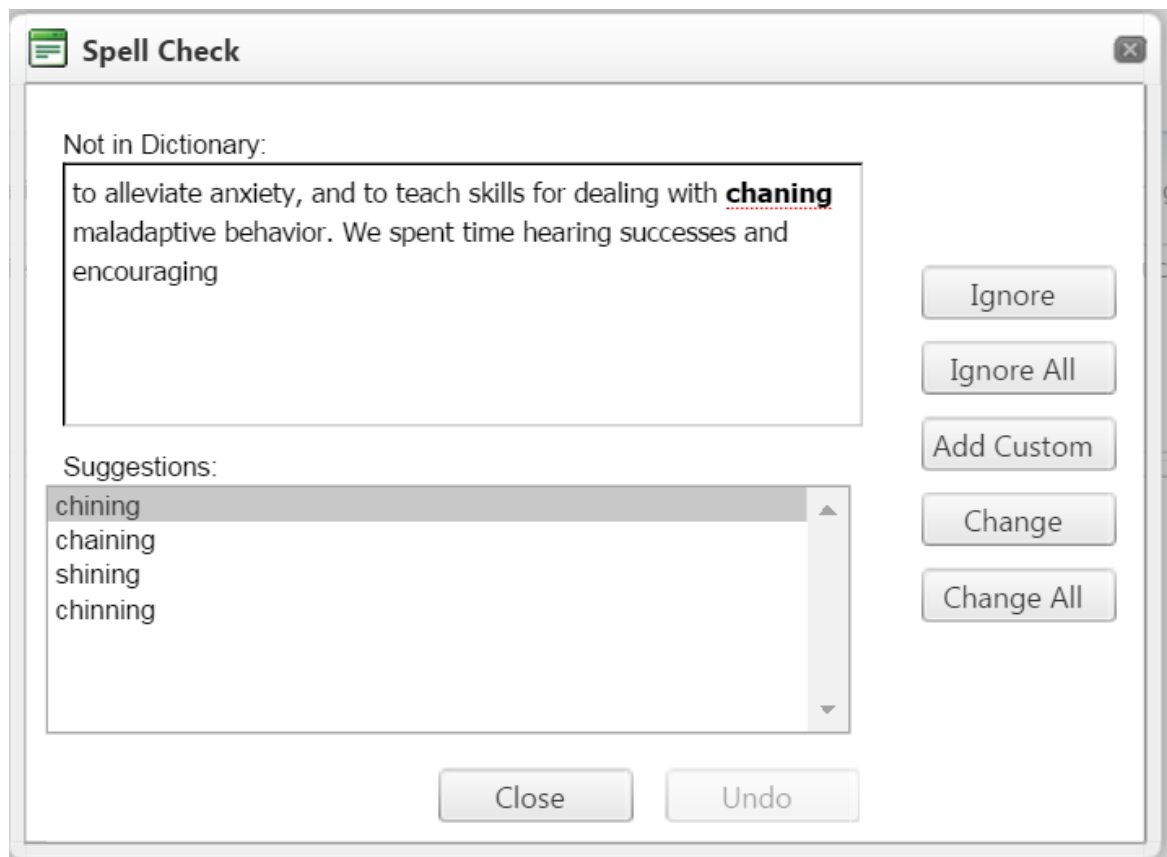 Spell Check
Not in Dictionary:
to alleviate anxiety, and to teach skills for dealing with chaning
maladaptive behavior. We spent time hearing successes and
encouraging
Ignore
Ignore All
Add Custom
Change
Change All
Suggestions:
chining
chaining
shining
chinning
Close
Undo